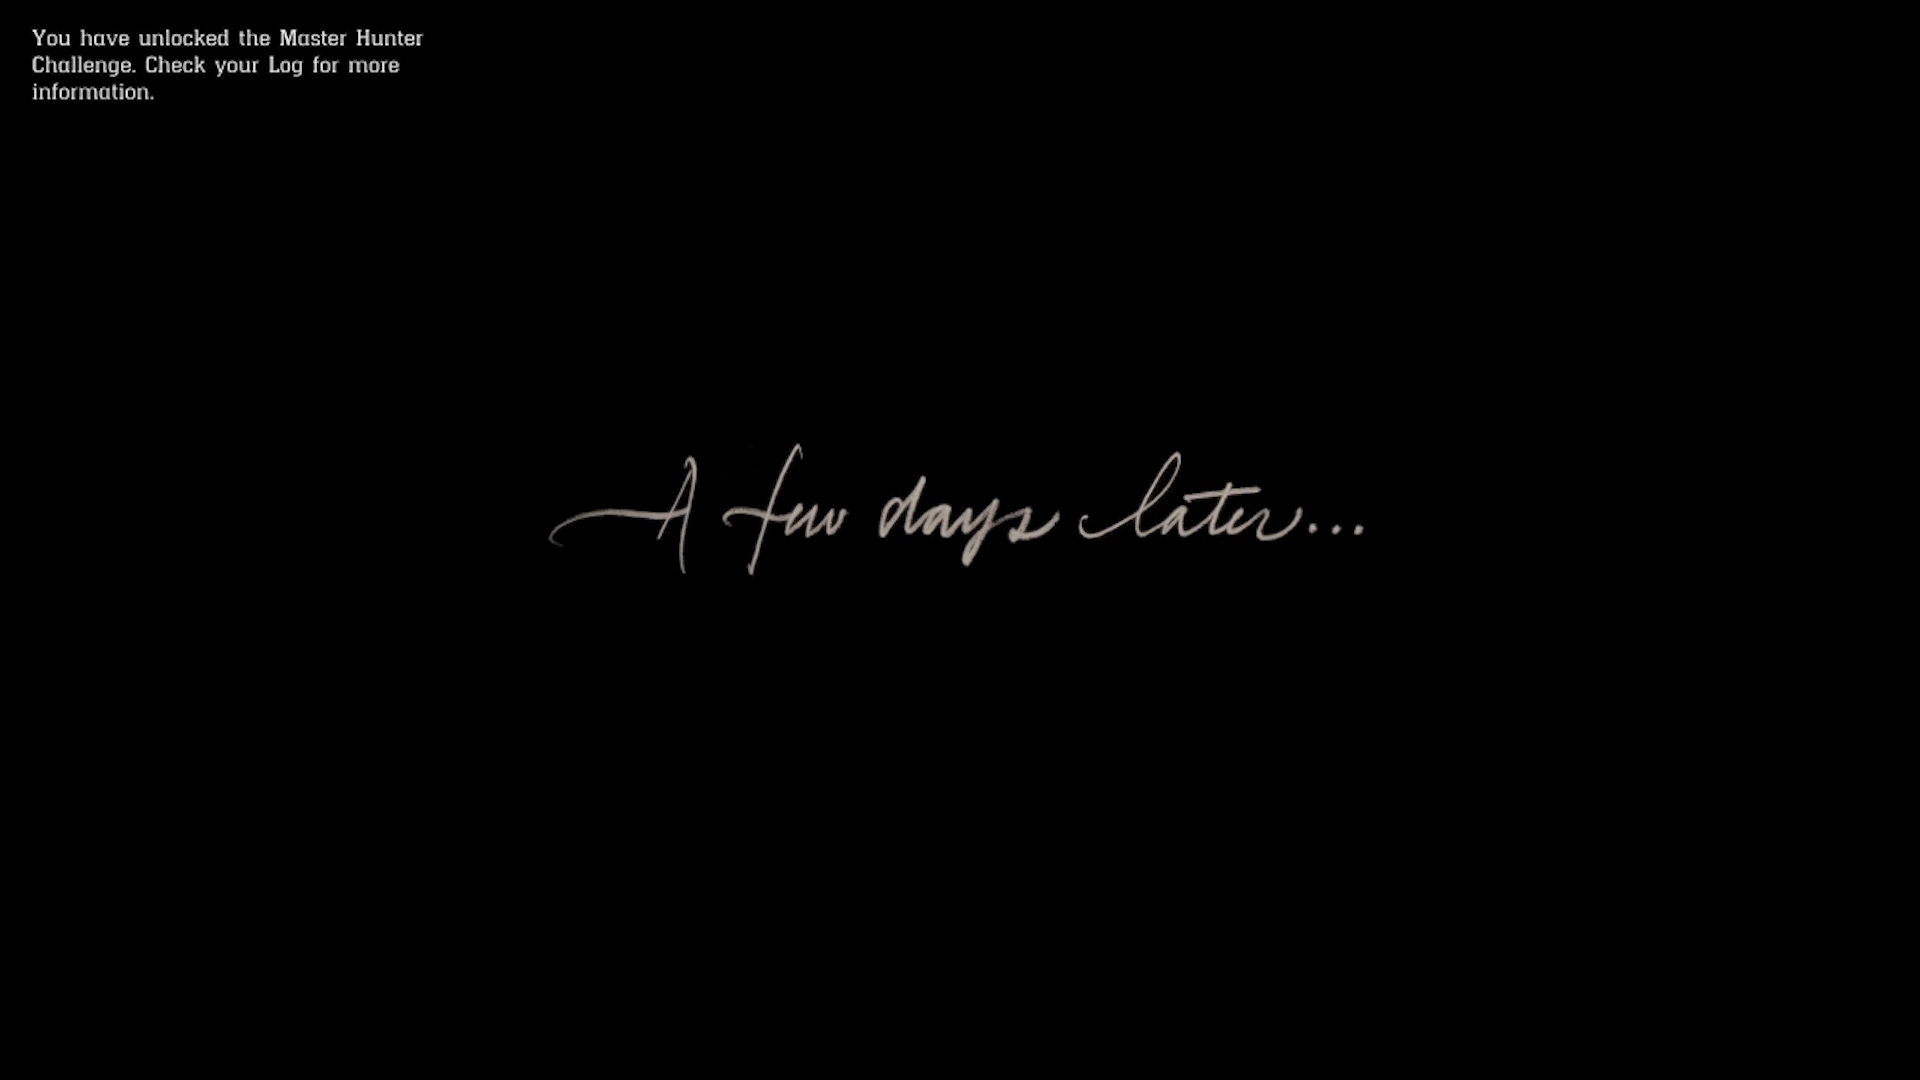 You have unlocked the Master Hunter
Challenge. Check your Log for more
information.
A few days later...